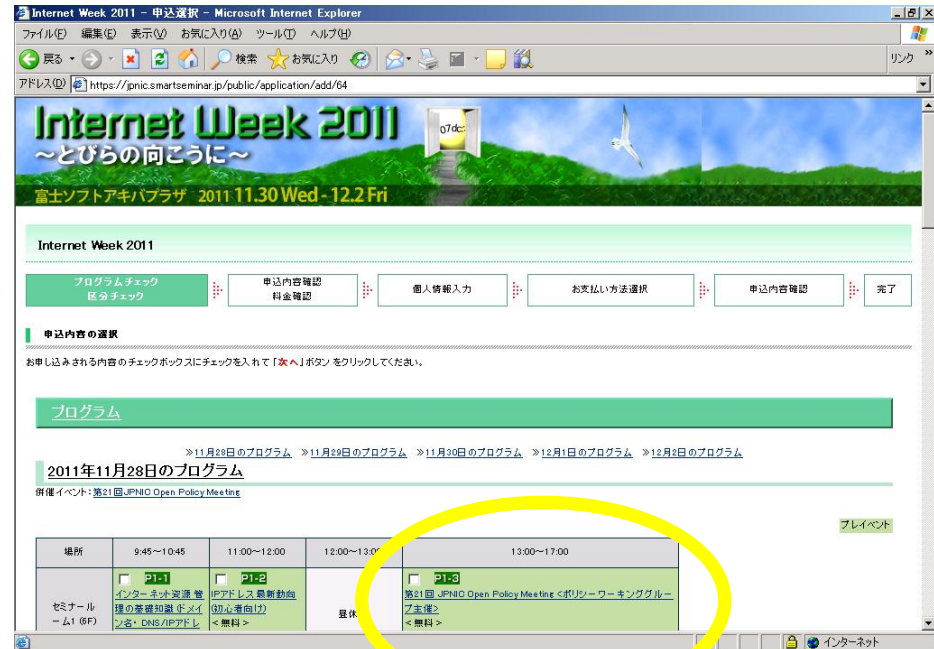 Internet Week 2011 - 申込選択 - Microsoft Internet Explorer
ファイル(F) 編集(E) 表示(V) お気に入り(A) ツール(T) ヘルプ(H)
戻る 検索 お気に入り リンク »
アドレス(D) https://jpnic.smartseminar.jp/public/application/add/64
Internet Week 2011
07dc:
~とびらの向こうに~
富士ソフトアキバプラザ 2011 11.30 Wed - 12.2 Fri
Internet Week 2011
プログラムチェック
区分チェック
申込内容確認
料金確認
個人情報入力
お支払い方法選択
申込内容確認
完了
申込内容の選択
お申し込みされる内容のチェックボックスにチェックを入れて「次へ」ボタンをクリックしてください。
プログラム
≫11月28日のプログラム ≫11月29日のプログラム ≫11月30日のプログラム ≫12月1日のプログラム ≫12月2日のプログラム
2011年11月28日のプログラム
併催イベント:第21回JPNIC Open Policy Meeting
プレイベント
場所 9:45~10:45 11:00~12:00 12:00~13:00 13:00~17:00
セミナール
ーム1 (6F)
P1-1
インターネット資源管
理の基礎知識(ドメイ
ン名・DNS/IPアドレ
P1-2
IPアドレス最新動向
(初心者向け)
<無料>
昼休
P1-3
第21回 JPNIC Open Policy Meeting<ポリシーワーキンググルー
プ主催>
<無料>
インターネット